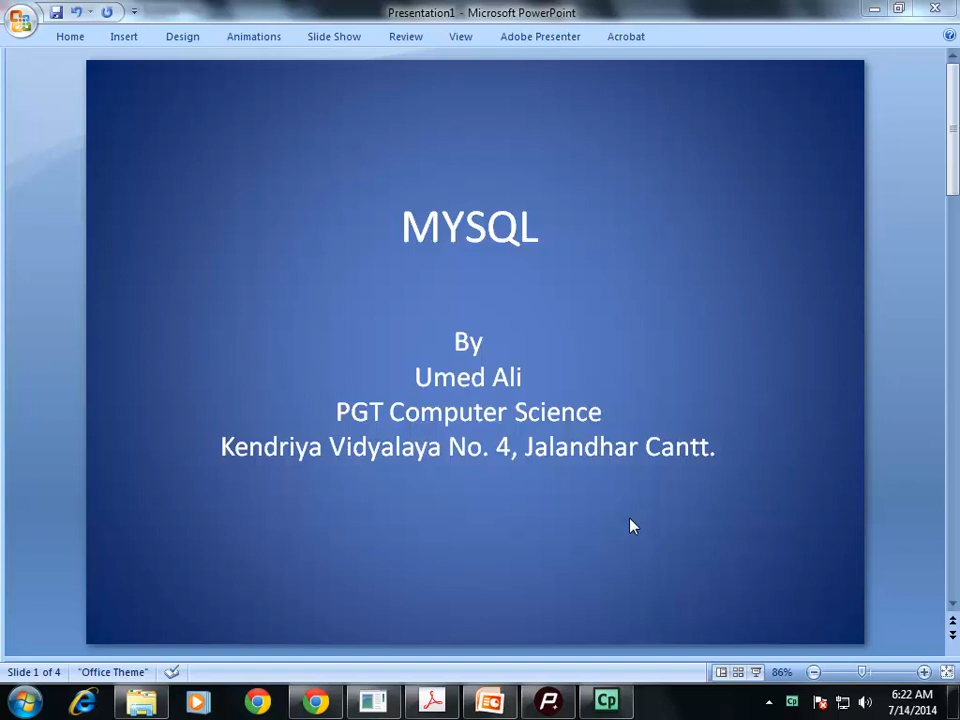 Presentation1 - Microsoft PowerPoint
Home Insert Design Animations Slide Show Review View Adobe Presenter Acrobat
MYSQL
By
Umed Ali
PGT Computer Science
Kendriya Vidyalaya No. 4, Jalandhar Cantt.
Slide 1 of 4 "Office Theme" 86%
Cp
6:22 AM
P Cp
7/14/2014